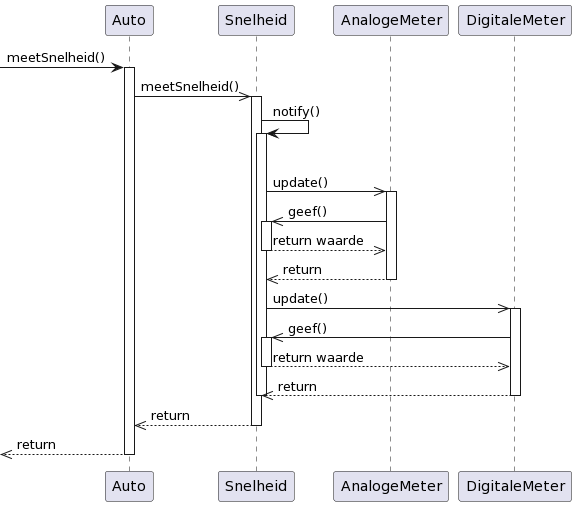 Auto Snelheid AnalogeMeter DigitaleMeter
meetSnelheid()
meetSnelheid()
notify()
update()
geef()
return waarde
return
update()
geef()
return waarde
return
return
return
Auto Snelheid AnalogeMeter DigitaleMeter